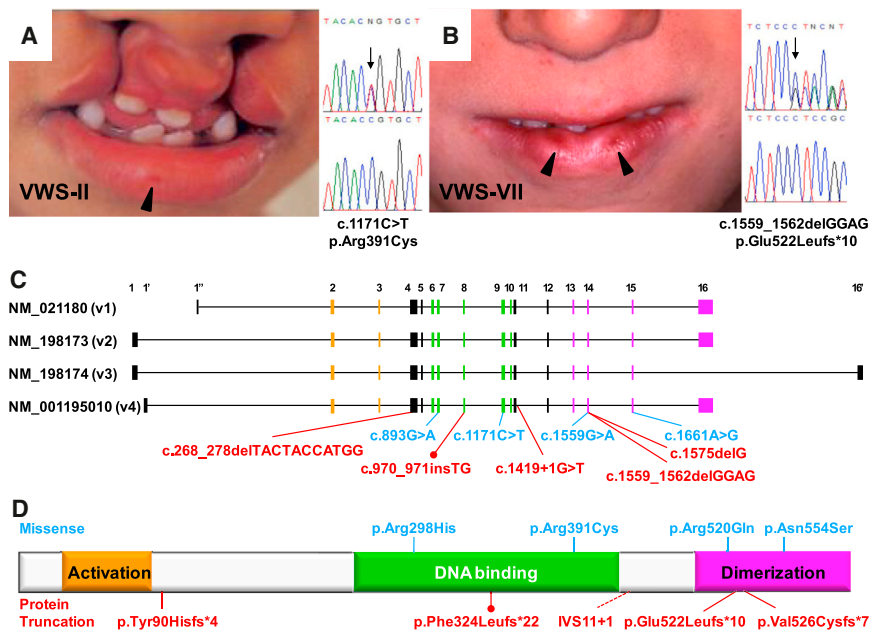 A
VWS-II
TACACNGTGCT
TACACCGTGCT
c.1171C>T
p.Arg391Cys
B
VWS-VII
TCTCCCTNCNT
TCTCCCTCCGC
c.1559_1562delGGAG
p.Glu522Leufs*10
C
1 1' 1" 2 3 4 5 6 7 8 9 10 11 12 13 14 15 16 16'
NM_021180 (v1)
NM_198173 (v2)
NM_198174 (v3)
NM_001195010 (v4)
c.893G>A c.1171C>T c.1559G>A c.1661A>G
c.268_278delTACTACCATGG
c.1575delG
c.970_971insTG c.1419+1G>T c.1559_1562delGGAG
D
Missense p.Arg298His p.Arg391Cys p.Arg520Gln p.Asn554Ser
Activation DNA binding Dimerization
Protein
Truncation p.Tyr90Hisfs*4 p.Phe324Leufs*22 IVS11+1 p.Glu522Leufs*10 p.Val526Cysfs*7